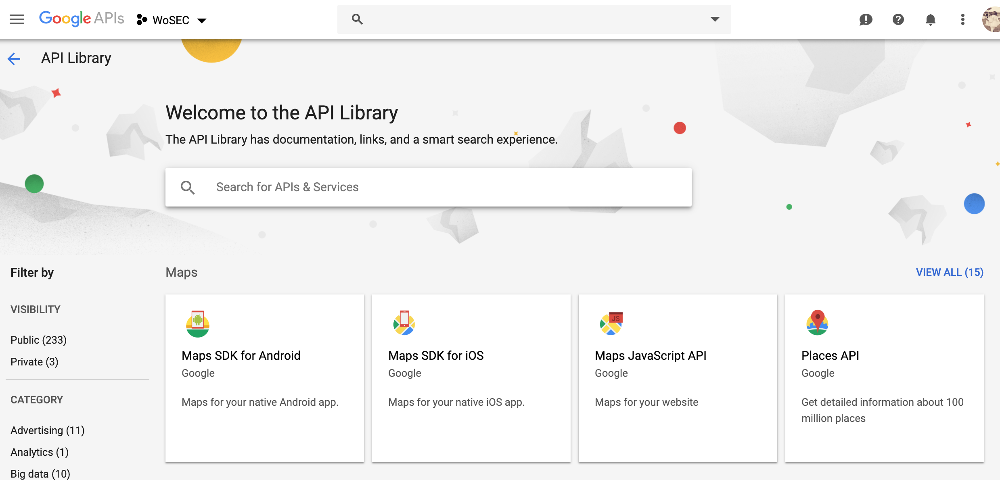 Google APIs WoSEC
API Library
Welcome to the API Library
The API Library has documentation, links, and a smart search experience.
Search for APIs & Services
Filter by
VISIBILITY
Public (233)
Private (3)
CATEGORY
Advertising (11)
Analytics (1)
Big data (10)
Maps
VIEW ALL (15)
Maps SDK for Android
Google
Maps for your native Android app.
Maps SDK for iOS
Google
Maps for your native iOS app.
JS
Maps JavaScript API
Google
Maps for your website
Places API
Google
Get detailed information about 100
million places